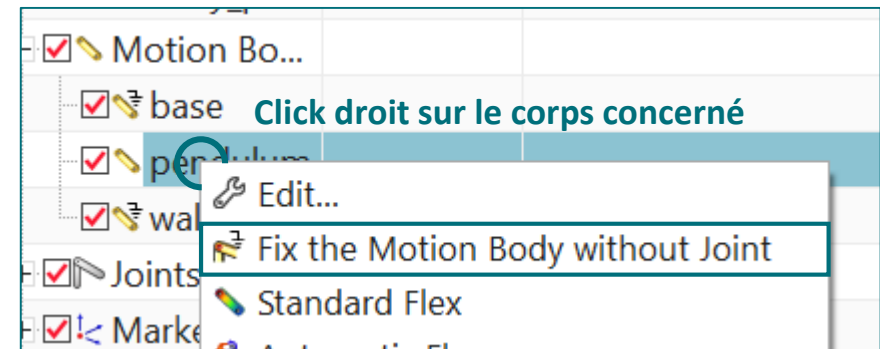 Motion Bo...
base
Click droit sur le corps concerné
pendulum
Edit...
Fix the Motion Body without Joint
Joints
Standard Flex